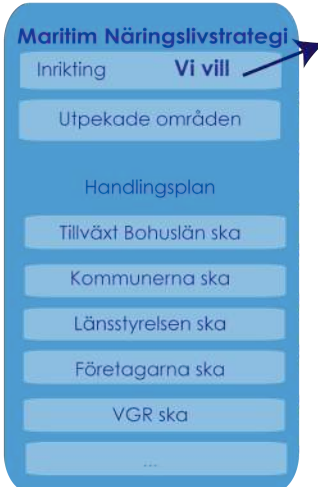 Maritim Näringslivstrategi
Inrikting Vi vill
Utpekade områden
Handlingsplan
Tillväxt Bohuslän ska
Kommunerna ska
Länsstyrelsen ska
Företagarna ska
VGR ska
...